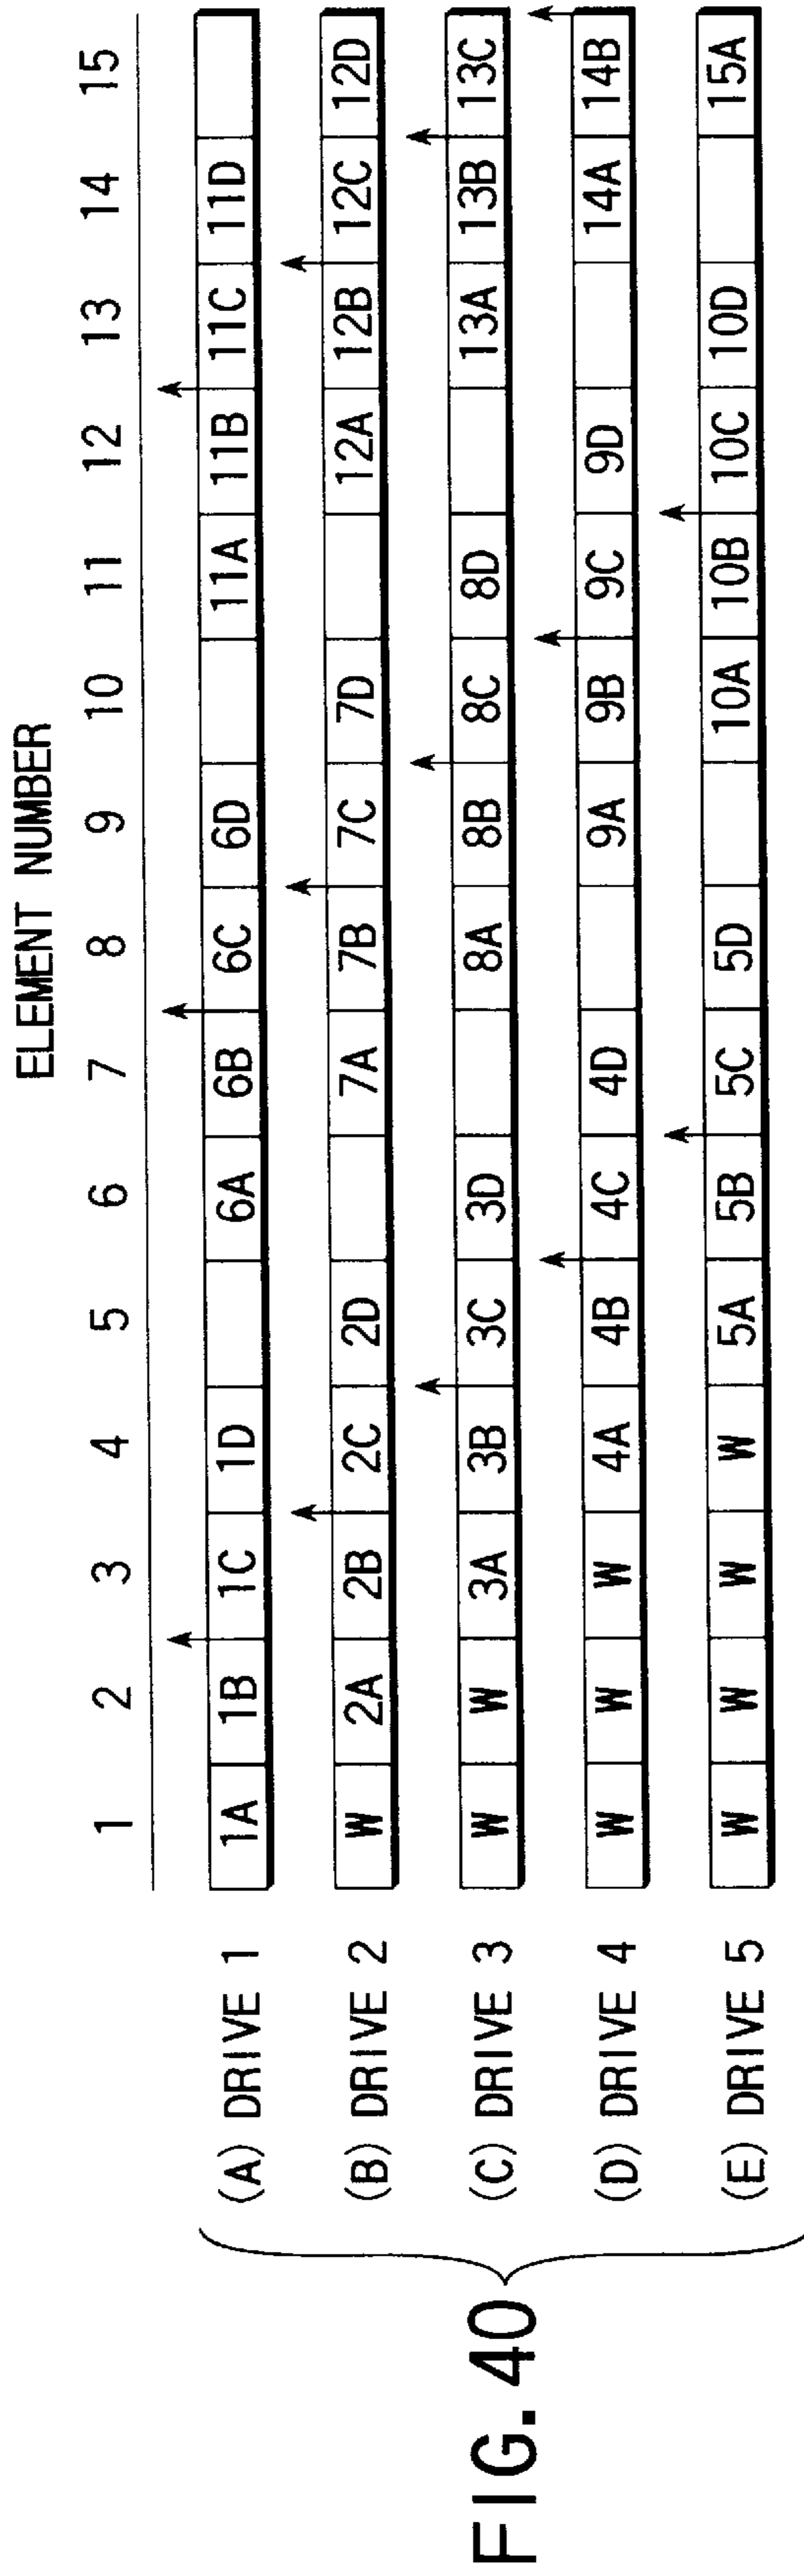 ELEMENT NUMBER
1 2 3 4 5 6 7 8 9 10 11 12 13 14 15
(A) DRIVE 1 1A 1B 1C 1D 6A 6B 6C 6D 11A 11B 11C 11D
(B) DRIVE 2 W 2A 2B 2C 2D 7A 7B 7C 7D 12A 12B 12C 12D
(C) DRIVE 3 W W 3A 3B 3C 3D 8A 8B 8C 8D 13A 13B 13C
(D) DRIVE 4 W W W 4A 4B 4C 4D 9A 9B 9C 9D 14A 14B
(E) DRIVE 5 W W W W 5A 5B 5C 5D 10A 10B 10C 10D 15A
FIG. 40